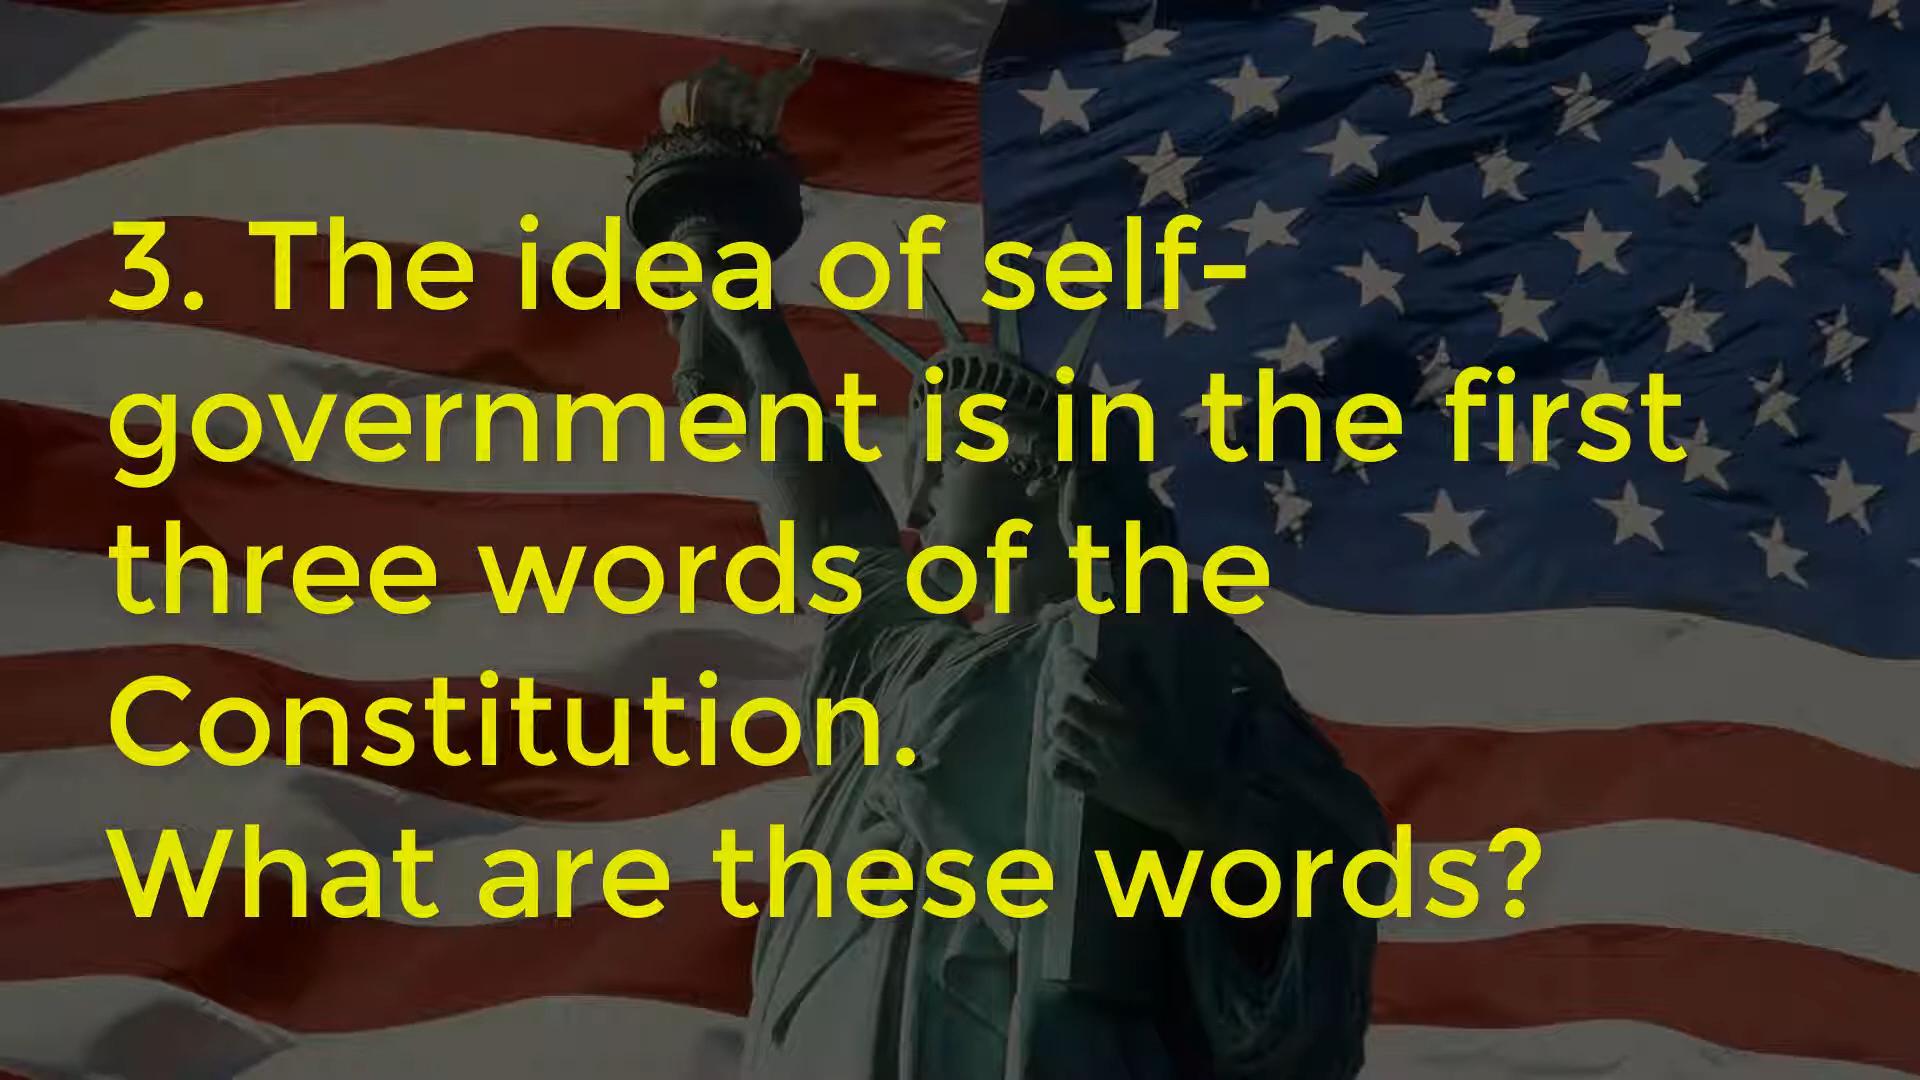 3. The idea of self-
government is in the first
three words of the
Constitution.
What are these words?